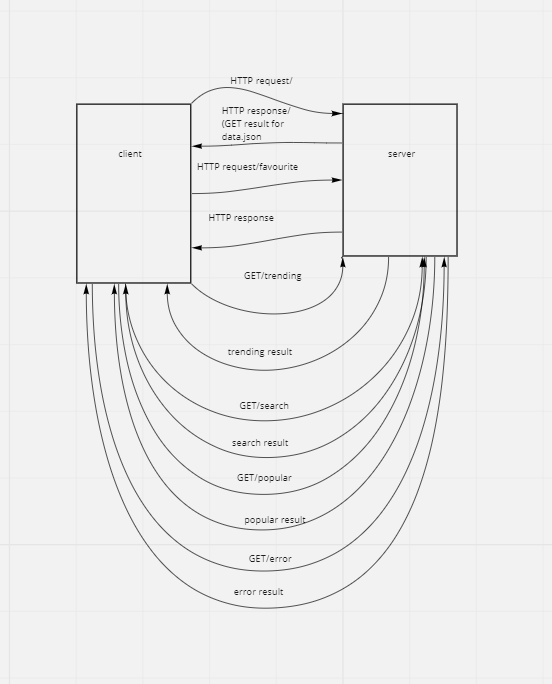 HTTP request/
HTTP response/
(GET result for
data.json
client
server
HTTP request/favourite
HTTP response
GET/trending
trending result
GET/search
search result
GET/popular
popular result
GET/error
error result